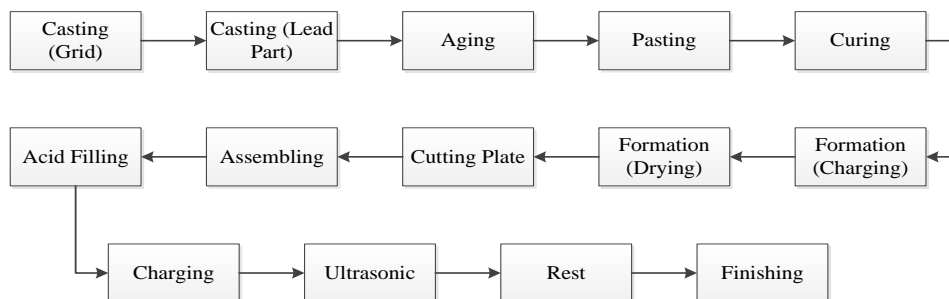 Casting
(Grid)
Casting (Lead
Part)
Aging
Pasting
Curing
Acid Filling
Assembling
Cutting Plate
Formation
(Drying)
Formation
(Charging)
Charging
Ultrasonic
Rest
Finishing